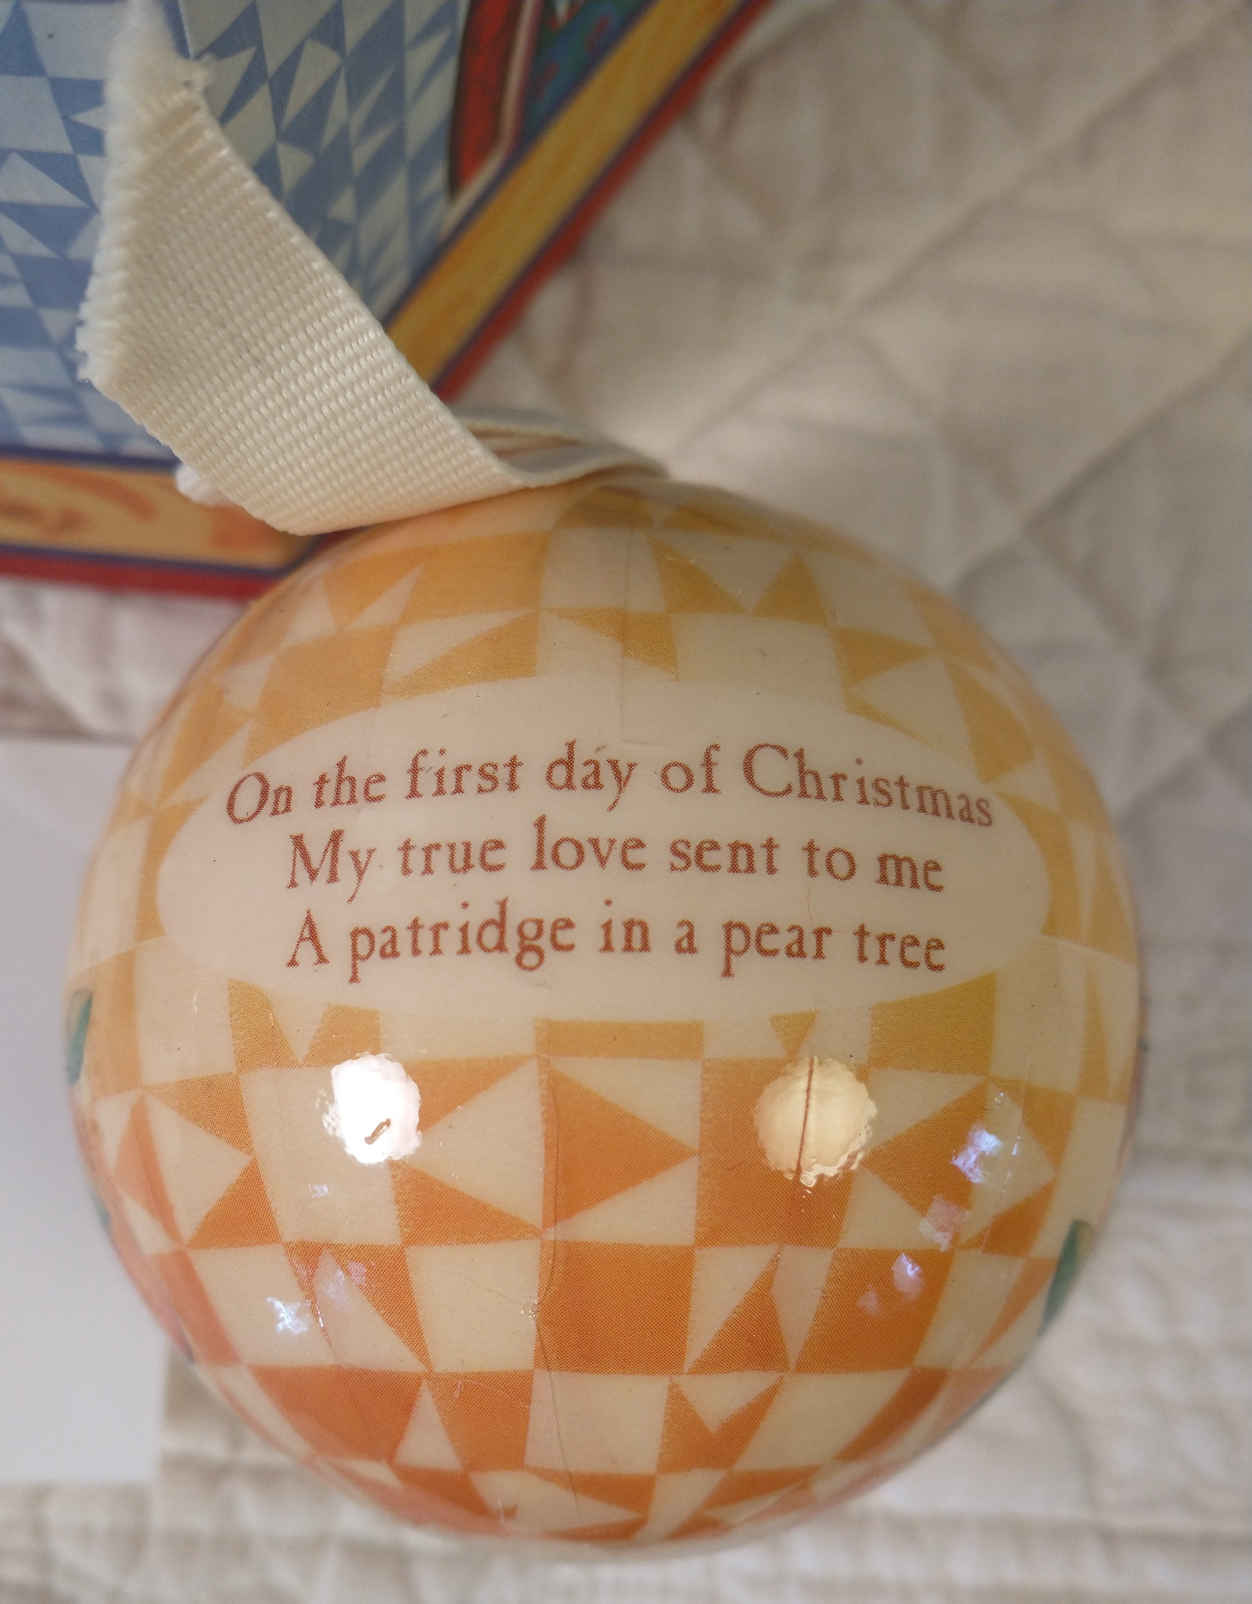 On the first day of Christmas
My true love sent to me
A patridge in a pear tree